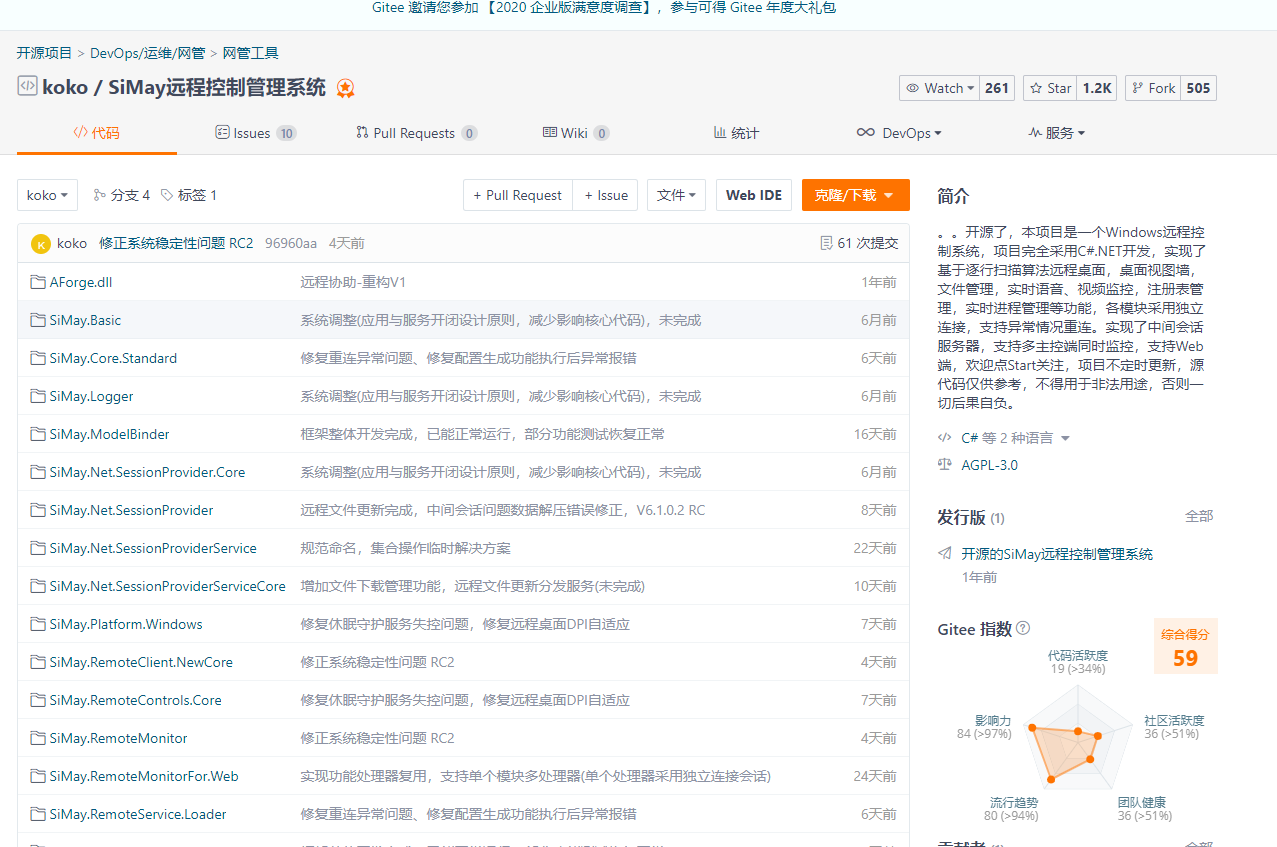 Gitee 邀请您参加 【2020 企业版满意度调查】，参与可得 Gitee 年度大礼包
开源项目 > DevOps/运维/网管 > 网管工具
koko / SiMay远程控制管理系统
Watch 261 Star 1.2K Fork 505
代码 Issues 10 Pull Requests 0 Wiki 0 统计 DevOps 服务
koko 分支 4 标签 1 + Pull Request + Issue 文件 Web IDE 克隆/下载
K koko 修正系统稳定性问题 RC2 96960aa 4天前 61 次提交
AForge.dll 远程协助-重构V1 1年前
SiMay.Basic 系统调整(应用与服务开闭设计原则，减少影响核心代码)，未完成 6月前
SiMay.Core.Standard 修复重连异常问题、修复配置生成功能执行后异常报错 6天前
SiMay.Logger 系统调整(应用与服务开闭设计原则，减少影响核心代码)，未完成 6月前
SiMay.ModelBinder 框架整体开发完成，已能正常运行，部分功能测试恢复正常 16天前
SiMay.Net.SessionProvider.Core 系统调整(应用与服务开闭设计原则，减少影响核心代码)，未完成 6月前
SiMay.Net.SessionProvider 远程文件更新完成，中间会话问题数据解压错误修正，V6.1.0.2 RC 8天前
SiMay.Net.SessionProviderService 规范命名，集合操作临时解决方案 22天前
SiMay.Net.SessionProviderServiceCore 增加文件下载管理功能，远程文件更新分发服务(未完成) 10天前
SiMay.Platform.Windows 修复休眠守护服务失控问题，修复远程桌面DPI自适应 7天前
SiMay.RemoteClient.NewCore 修正系统稳定性问题 RC2 4天前
SiMay.RemoteControls.Core 修复休眠守护服务失控问题，修复远程桌面DPI自适应 7天前
SiMay.RemoteMonitor 修正系统稳定性问题 RC2 4天前
SiMay.RemoteMonitorFor.Web 实现功能处理器复用，支持单个模块多处理器(单个处理器采用独立连接会话) 24天前
SiMay.RemoteService.Loader 修复重连异常问题、修复配置生成功能执行后异常报错 6天前
简介
。。开源了，本项目是一个Windows远程控
制系统，项目完全采用C#.NET开发，实现了
基于逐行扫描算法远程桌面，桌面视图墙，
文件管理，实时语音、视频监控，注册表管
理，实时进程管理等功能，各模块采用独立
连接，支持异常情况重连。实现了中间会话
服务器，支持多主控端同时监控，支持Web
端，欢迎点Start关注，项目不定时更新，源
代码仅供参考，不得用于非法用途，否则一
切后果自负。
C# 等 2 种语言
AGPL-3.0
发行版 (1) 全部
开源的SiMay远程控制管理系统
1年前
Gitee 指数 ?
综合得分
59
代码活跃度
19 (>34%)
影响力
84 (>97%)
社区活跃度
36 (>51%)
流行趋势
80 (>94%)
团队健康
36 (>51%)